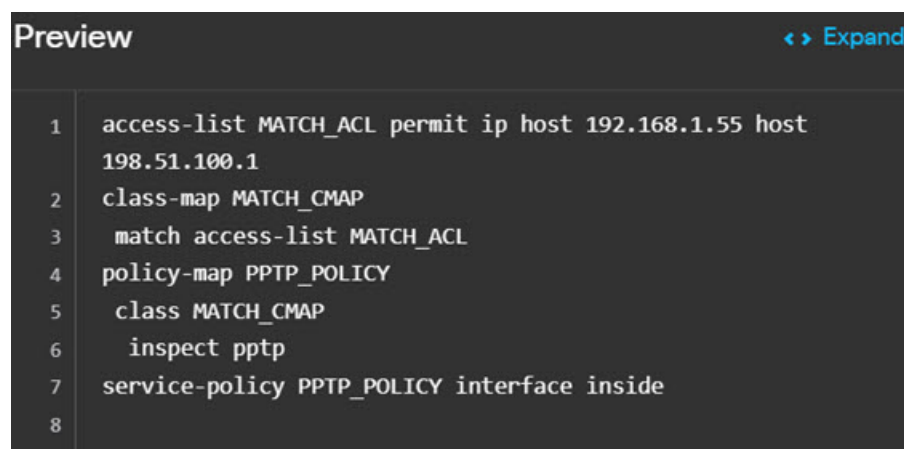 Preview
<> Expand
1 access-list MATCH_ACL permit ip host 192.168.1.55 host
198.51.100.1
2 class-map MATCH_CMAP
3  match access-list MATCH_ACL
4 policy-map PPTP_POLICY
5  class MATCH_CMAP
6   inspect pptp
7 service-policy PPTP_POLICY interface inside
8